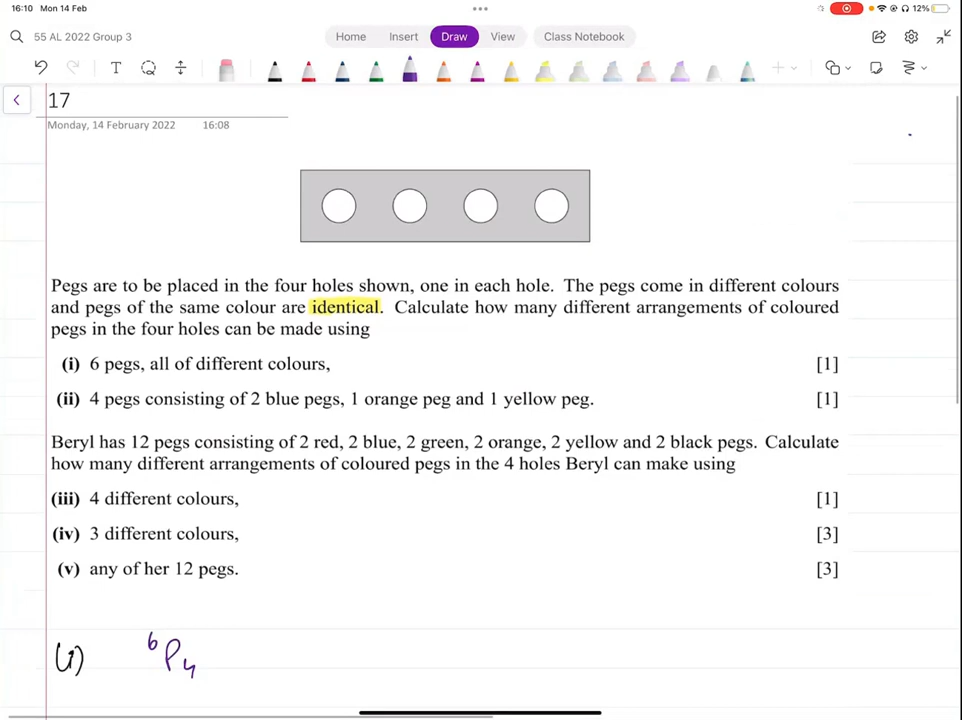 16:10 Mon 14 Feb
12%
55 AL 2022 Group 3
Home Insert Draw View Class Notebook
17
Monday, 14 February 2022 16:08
Pegs are to be placed in the four holes shown, one in each hole. The pegs come in different colours
and pegs of the same colour are identical. Calculate how many different arrangements of coloured
pegs in the four holes can be made using
(i) 6 pegs, all of different colours, [1]
(ii) 4 pegs consisting of 2 blue pegs, 1 orange peg and 1 yellow peg. [1]
Beryl has 12 pegs consisting of 2 red, 2 blue, 2 green, 2 orange, 2 yellow and 2 black pegs. Calculate
how many different arrangements of coloured pegs in the 4 holes Beryl can make using
(iii) 4 different colours, [1]
(iv) 3 different colours, [3]
(v) any of her 12 pegs. [3]
(i) ⁶P₄